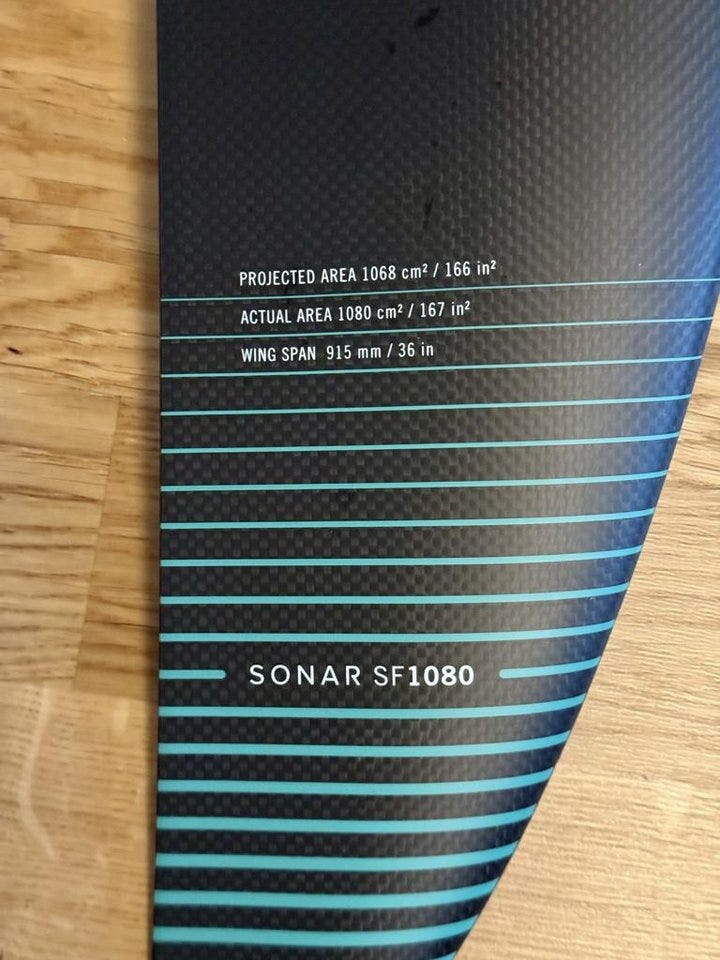 PROJECTED AREA 1068 cm² / 166 in²
ACTUAL AREA 1080 cm² / 167 in²
WING SPAN 915 mm / 36 in
SONAR SF1080